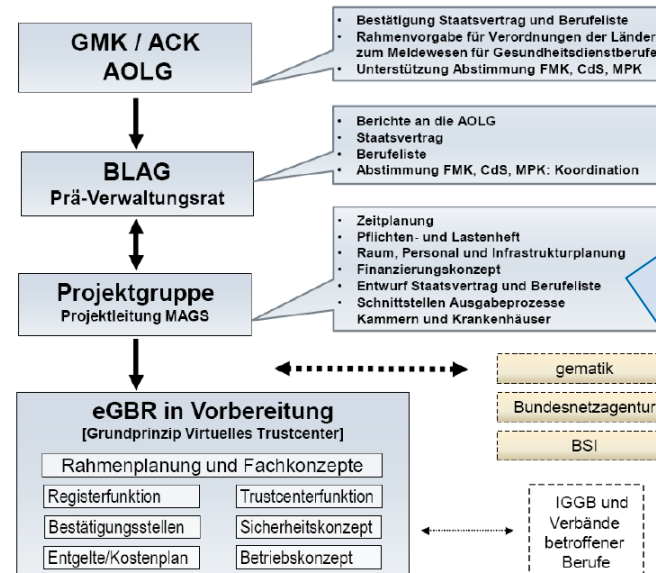 GMK / ACK
AOLG
• Bestätigung Staatsvertrag und Berufeliste
• Rahmenvorgabe für Verordnungen der Länder
zum Meldewesen für Gesundheitsdienstberufe
• Unterstützung Abstimmung FMK, CdS, MPK
BLAG
Prä-Verwaltungsrat
• Berichte an die AOLG
• Staatsvertrag
• Berufeliste
• Abstimmung FMK, CdS, MPK: Koordination
Projektgruppe
Projektleitung MAGS
• Zeitplanung
• Pflichten- und Lastenheft
• Raum, Personal und Infrastrukturplanung
• Finanzierungskonzept
• Entwurf Staatsvertrag und Berufeliste
• Schnittstellen Ausgabeprozesse
Kammern und Krankenhäuser
eGBR in Vorbereitung
[Grundprinzip Virtuelles Trustcenter]
Rahmenplanung und Fachkonzepte
Registerfunktion
Trustcenterfunktion
Bestätigungsstellen
Sicherheitskonzept
Entgelte/Kostenplan
Betriebskonzept
gematik
Bundesnetzagentur
BSI
IGGB und
Verbände
betroffener
Berufe